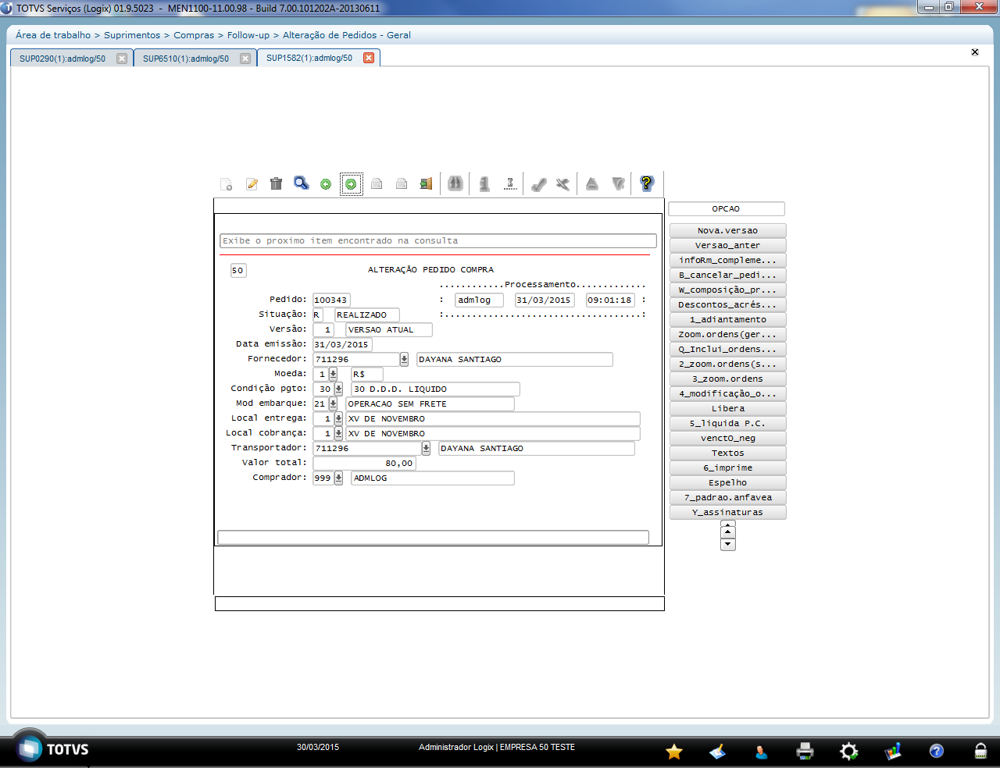 TOTVS Serviços (Logix) 01.9.5023 - MEN1100-11.00.98 - Build 7.00.101202A-20130611
Área de trabalho > Suprimentos > Compras > Follow-up > Alteração de Pedidos - Geral
SUP0290(1):admlog/50 SUP6510(1):admlog/50 SUP1582(1):admlog/50
OPCAO
Exibe o proximo item encontrado na consulta
50 ALTERAÇÃO PEDIDO COMPRA
............Processamento............
Pedido: 100343 : admlog 31/03/2015 09:01:18 :
Situação: R REALIZADO :.................................:
Versão: 1 VERSAO ATUAL
Data emissão: 31/03/2015
Fornecedor: 711296 DAYANA SANTIAGO
Moeda: 1 R$
Condição pgto: 30 30 D.D.D. LIQUIDO
Mod embarque: 21 OPERACAO SEM FRETE
Local entrega: 1 XV DE NOVEMBRO
Local cobrança: 1 XV DE NOVEMBRO
Transportador: 711296 DAYANA SANTIAGO
Valor total: 80,00
Comprador: 999 ADMLOG
Nova.versao
Versao_anter
infoRm_compleme...
B_cancelar_pedi...
W_composição_pr...
Descontos_acrés...
1_adiantamento
Zoom.ordens(ger...
Q_Inclui_ordens...
2_zoom.ordens(s...
3_zoom.ordens
4_modificação_o...
Libera
5_liquida P.C.
venctO_neg
Textos
6_imprime
Espelho
7_padrao.anfavea
Y_assinaturas
TOTVS 30/03/2015 Administrador Logix | EMPRESA 50 TESTE